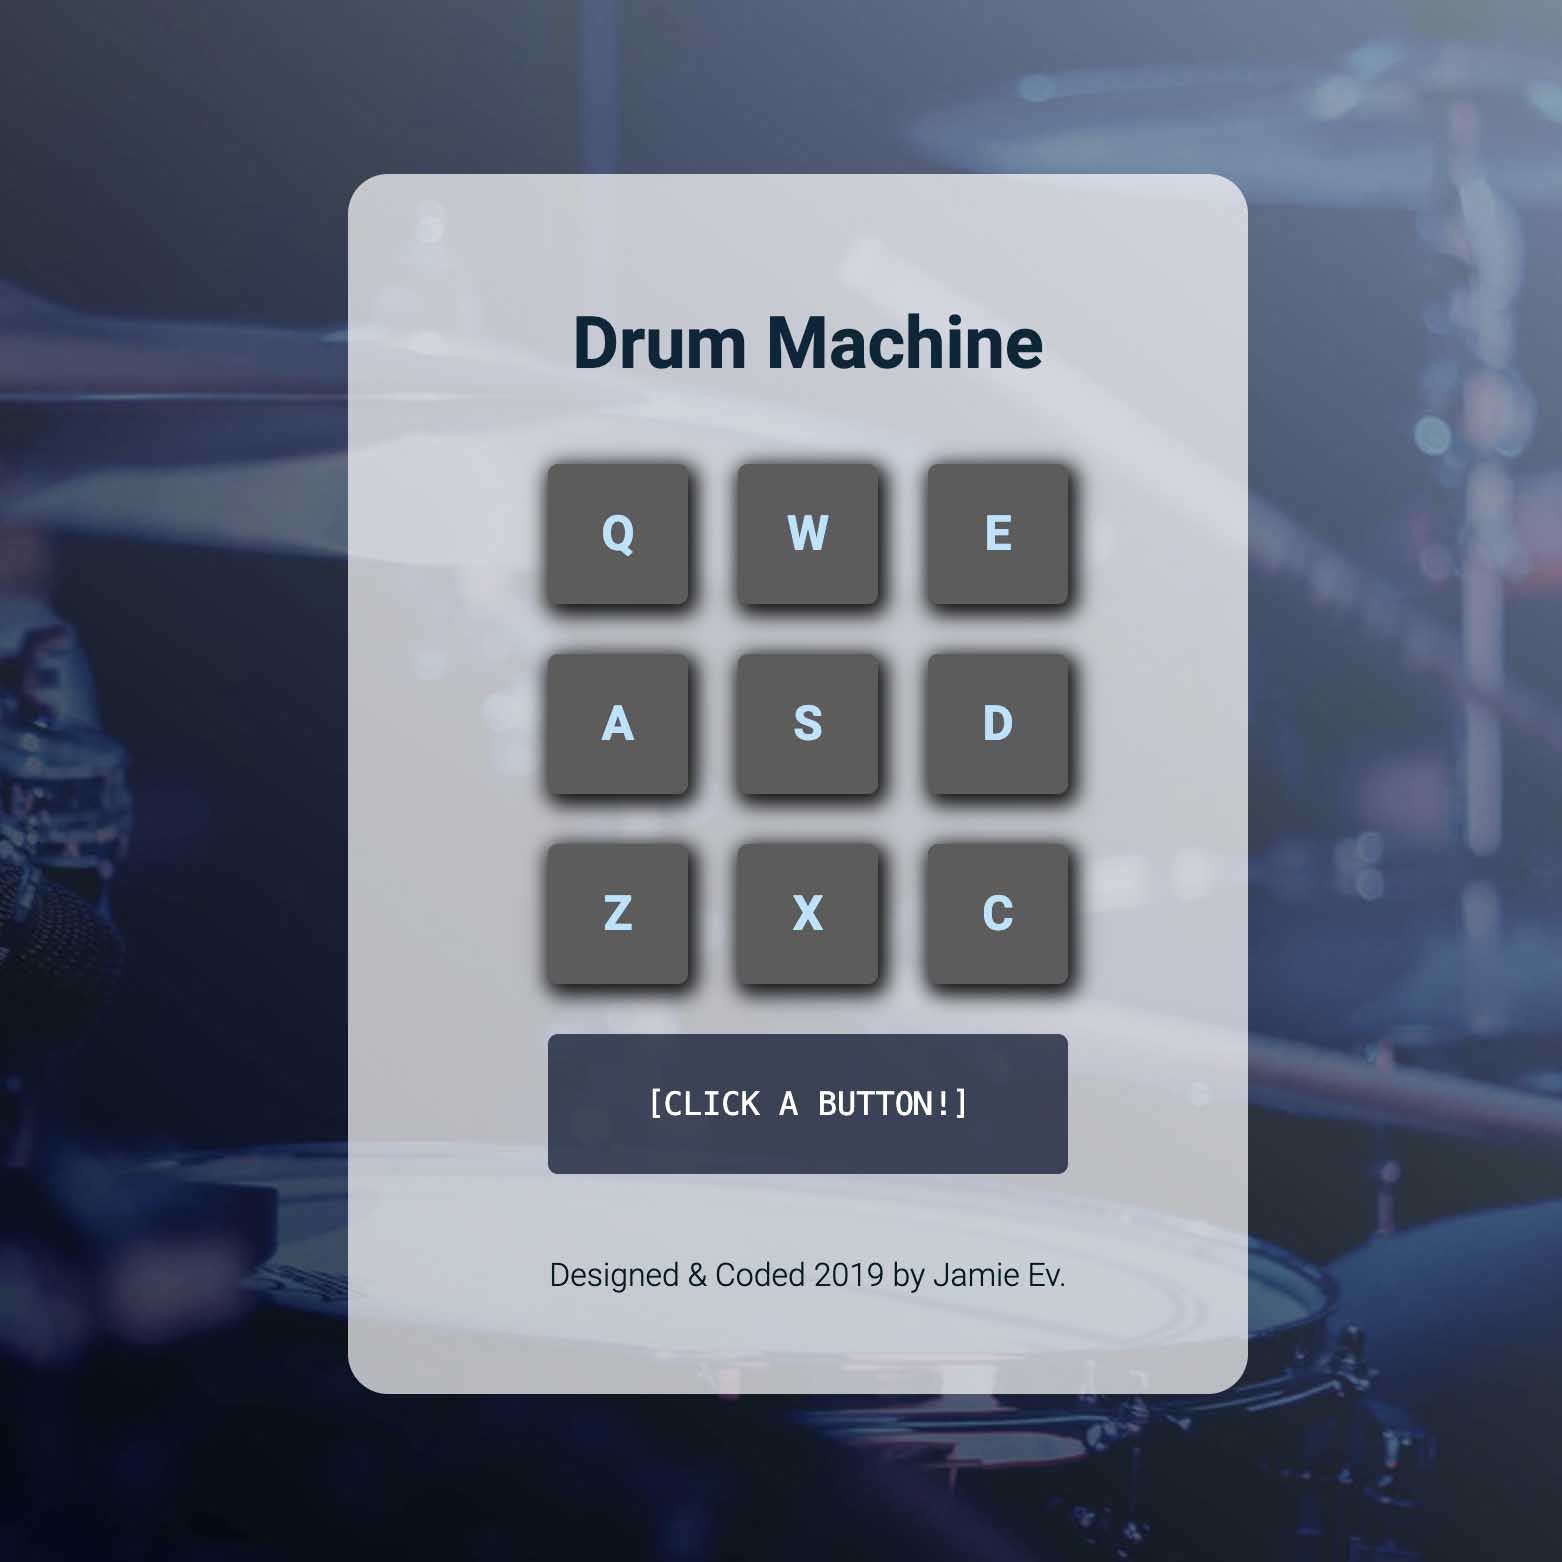 Drum Machine
Q W E
A S D
Z X C
[CLICK A BUTTON!]
Designed & Coded 2019 by Jamie Ev.